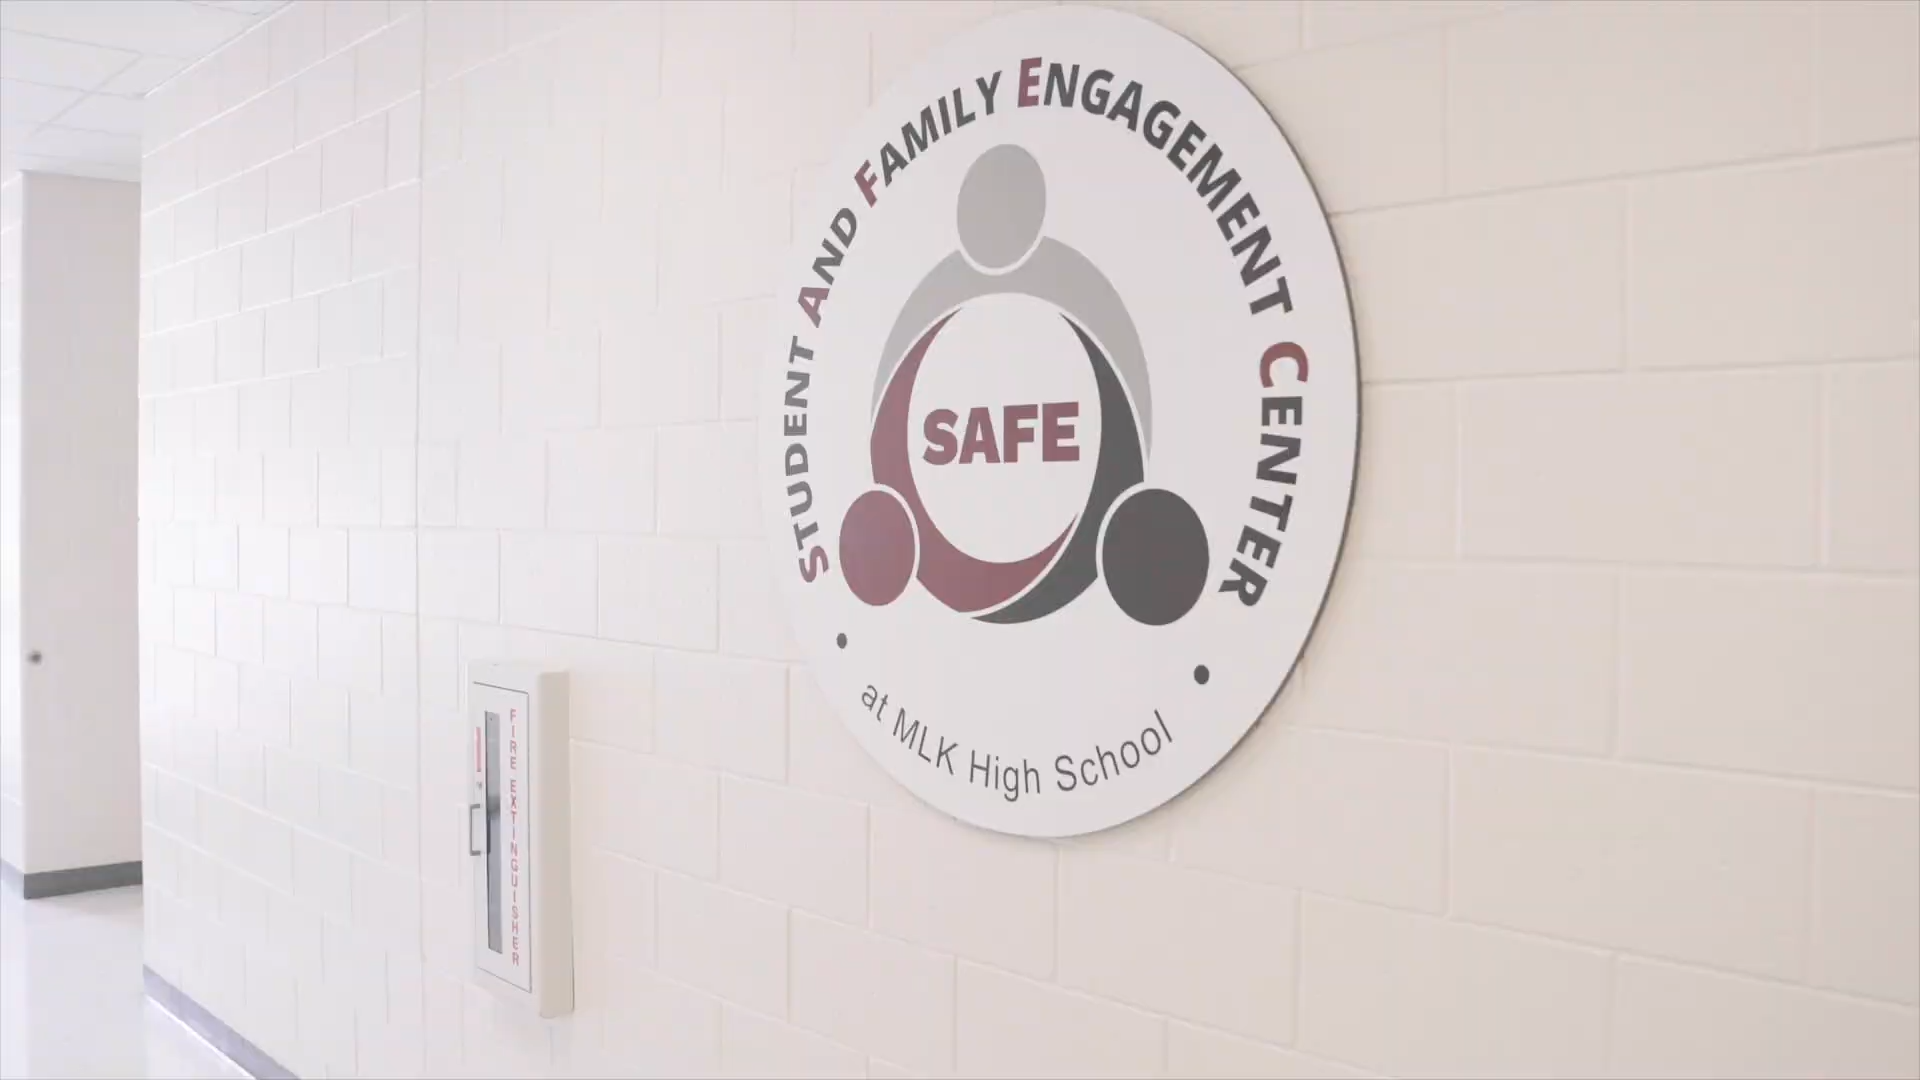 STUDENT AND FAMILY ENGAGEMENT CENTER
SAFE
at MLK High School
FIRE EXTINGUISHER